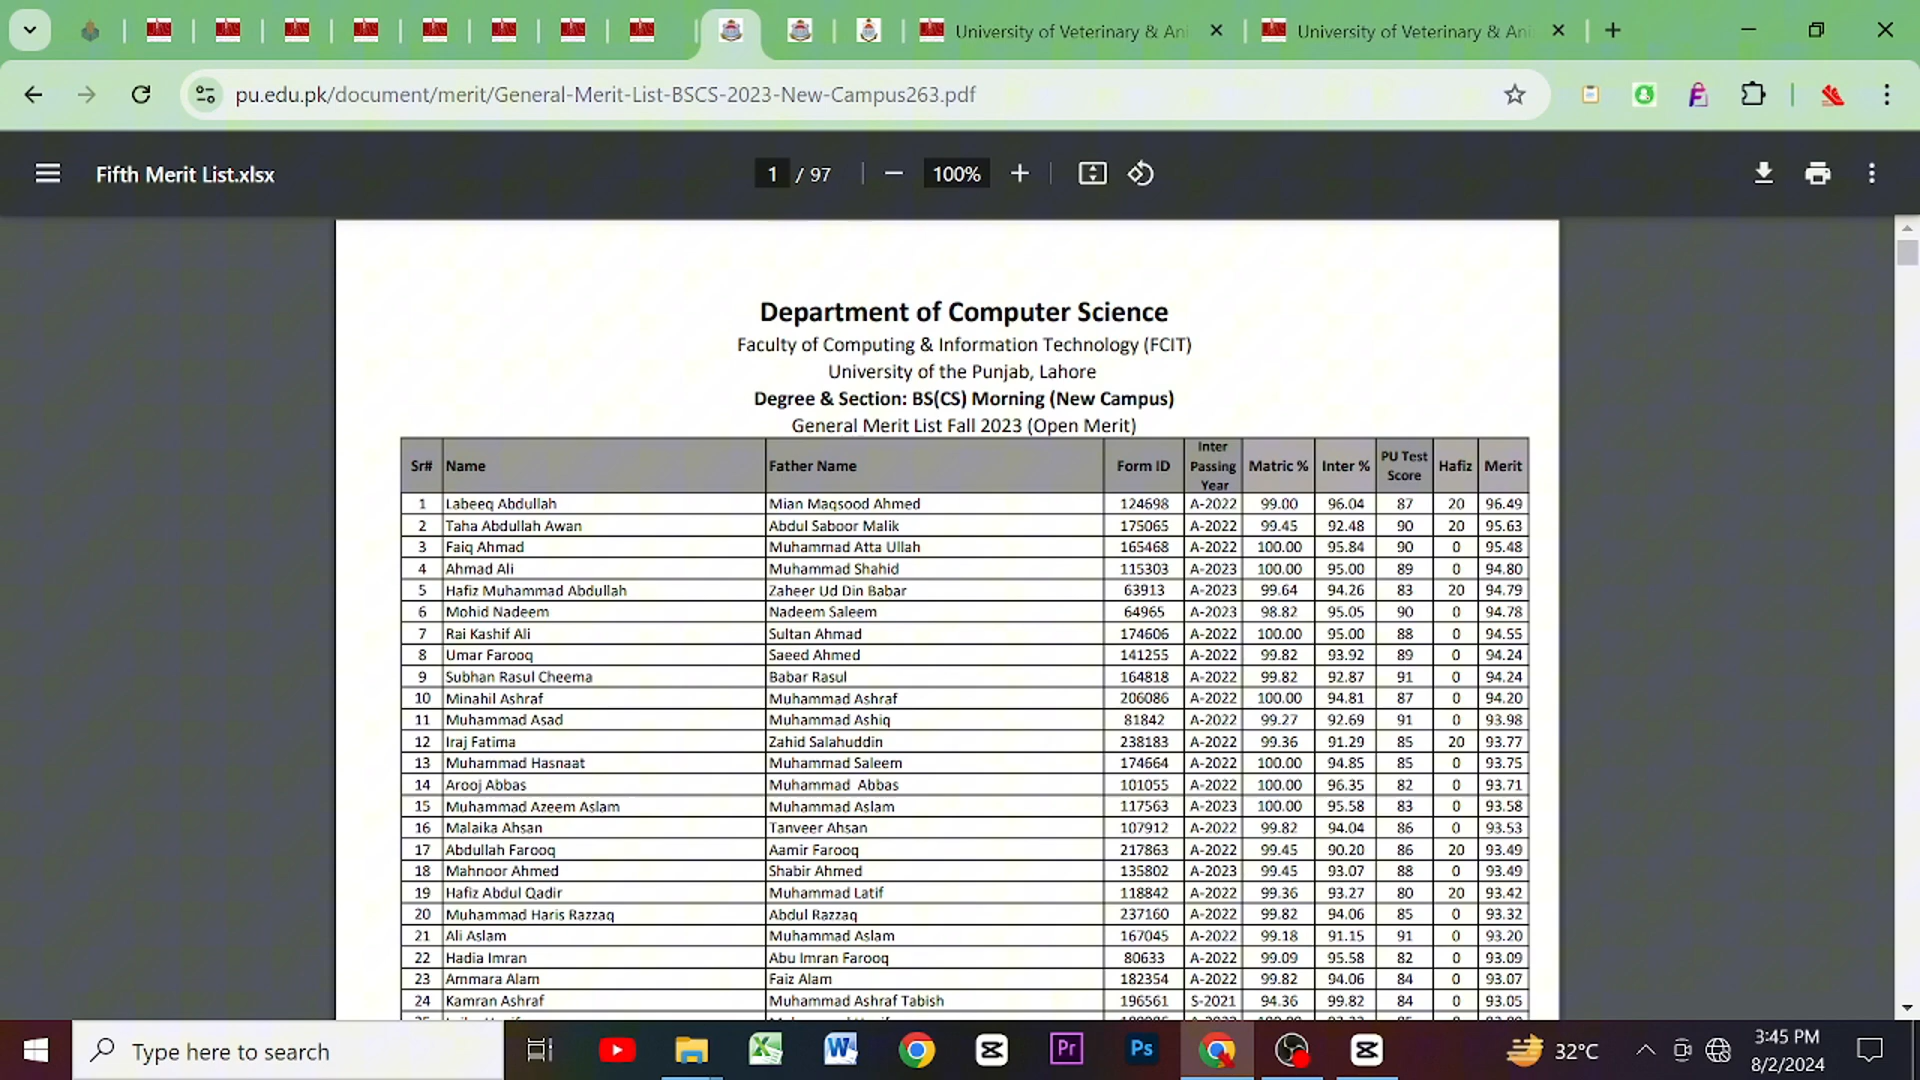 University of Veterinary & Ani
University of Veterinary & Ani
pu.edu.pk/document/merit/General-Merit-List-BSCS-2023-New-Campus263.pdf
Fifth Merit List.xlsx
1 / 97
100%
Department of Computer Science
Faculty of Computing & Information Technology (FCIT)
University of the Punjab, Lahore
Degree & Section: BS(CS) Morning (New Campus)
General Merit List Fall 2023 (Open Merit)
Sr# Name Father Name Form ID Inter Passing Year Matric % Inter % PU Test Score Hafiz Merit
1 Labeeq Abdullah Mian Maqsood Ahmed 124698 A-2022 99.00 96.04 87 20 96.49
2 Taha Abdullah Awan Abdul Saboor Malik 175065 A-2022 99.45 92.48 90 20 95.63
3 Faiq Ahmad Muhammad Atta Ullah 165468 A-2022 100.00 95.84 90 0 95.48
4 Ahmad Ali Muhammad Shahid 115303 A-2023 100.00 95.00 89 0 94.80
5 Hafiz Muhammad Abdullah Zaheer Ud Din Babar 63913 A-2023 99.64 94.26 83 20 94.79
6 Mohid Nadeem Nadeem Saleem 64965 A-2023 98.82 95.05 90 0 94.78
7 Rai Kashif Ali Sultan Ahmad 174606 A-2022 100.00 95.00 88 0 94.55
8 Umar Farooq Saeed Ahmed 141255 A-2022 99.82 93.92 89 0 94.24
9 Subhan Rasul Cheema Babar Rasul 164818 A-2022 99.82 92.87 91 0 94.24
10 Minahil Ashraf Muhammad Ashraf 206086 A-2022 100.00 94.81 87 0 94.20
11 Muhammad Asad Muhammad Ashiq 81842 A-2022 99.27 92.69 91 0 93.98
12 Iraj Fatima Zahid Salahuddin 238183 A-2022 99.36 91.29 85 20 93.77
13 Muhammad Hasnaat Muhammad Saleem 174664 A-2022 100.00 94.85 85 0 93.75
14 Arooj Abbas Muhammad Abbas 101055 A-2022 100.00 96.35 82 0 93.71
15 Muhammad Azeem Aslam Muhammad Aslam 117563 A-2023 100.00 95.58 83 0 93.58
16 Malaika Ahsan Tanveer Ahsan 107912 A-2022 99.82 94.04 86 0 93.53
17 Abdullah Farooq Aamir Farooq 217863 A-2022 99.45 90.20 86 20 93.49
18 Mahnoor Ahmed Shabir Ahmed 135802 A-2023 99.45 93.07 88 0 93.49
19 Hafiz Abdul Qadir Muhammad Latif 118842 A-2022 99.36 93.27 80 20 93.42
20 Muhammad Haris Razzaq Abdul Razzaq 237160 A-2022 99.82 94.06 85 0 93.32
21 Ali Aslam Muhammad Aslam 167045 A-2022 99.18 91.15 91 0 93.20
22 Hadia Imran Abu Imran Farooq 80633 A-2022 99.09 95.58 82 0 93.09
23 Ammara Alam Faiz Alam 182354 A-2022 99.82 94.06 84 0 93.07
24 Kamran Ashraf Muhammad Ashraf Tabish 196561 S-2021 94.36 99.82 84 0 93.05
Type here to search
Pr
Ps
32°C
3:45 PM
8/2/2024